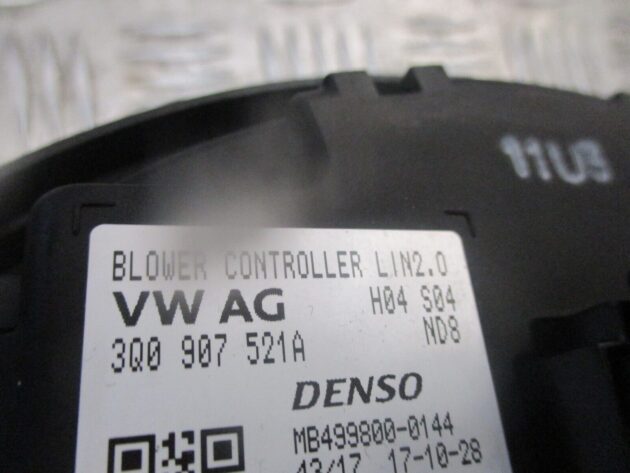 11U
BLOWER CONTROLLER LIN2.0
VW AG H04 S04
3Q0 907 521A ND8
DENSO
MB499800-0144
43/17 17-10-28